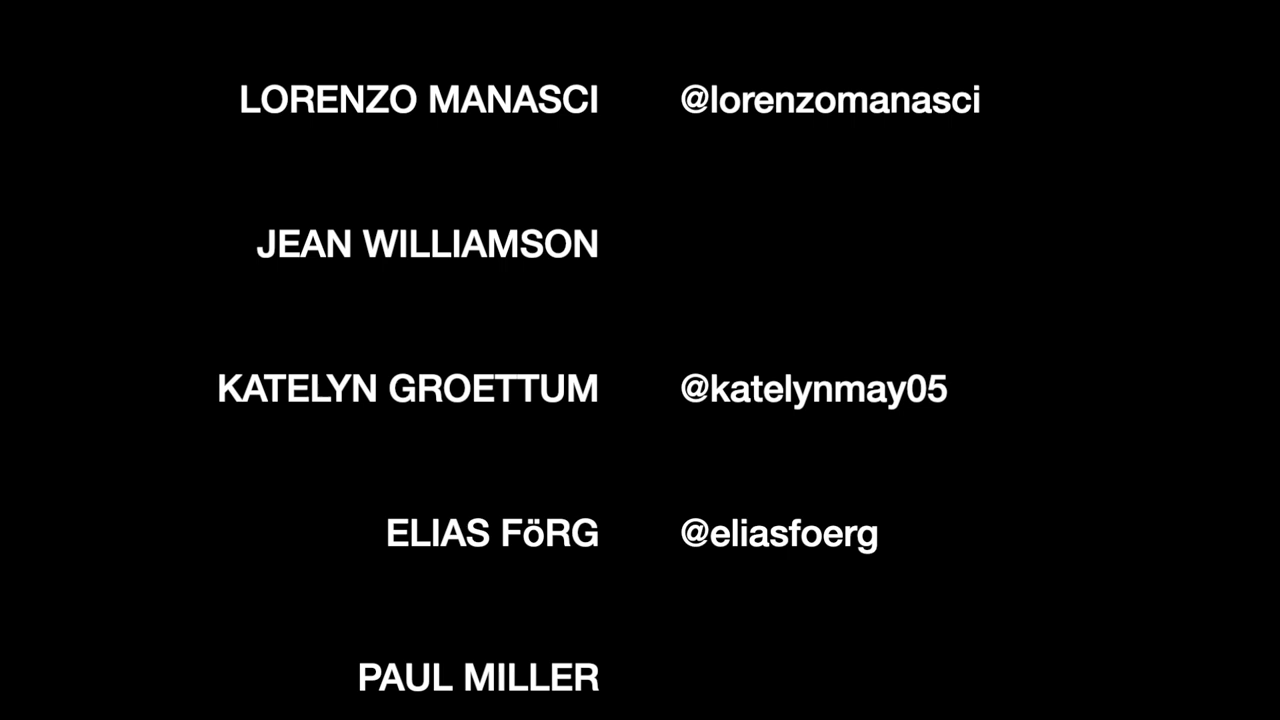 LORENZO MANASCI @lorenzomanasci
JEAN WILLIAMSON
KATELYN GROETTUM @katelynmay05
ELIAS FöRG @eliasfoerg
PAUL MILLER